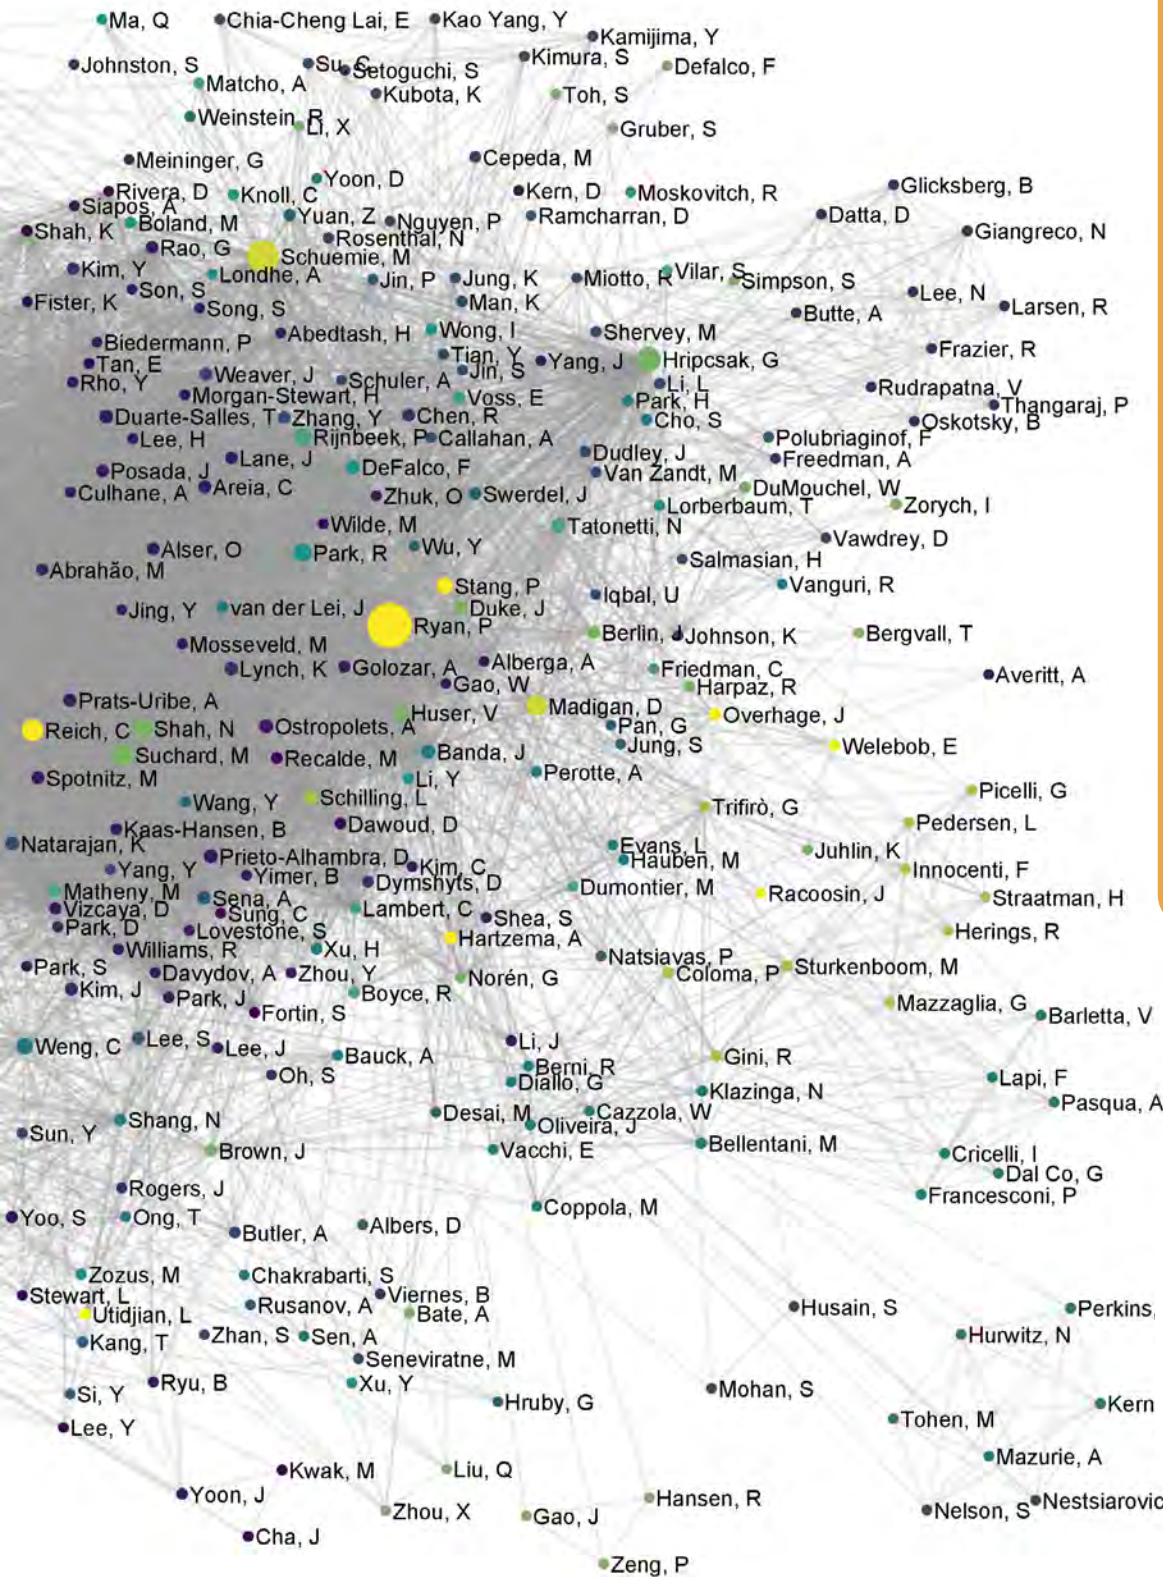 Ma, Q
Chia-Cheng Lai, E
Kao Yang, Y
Kamijima, Y
Kimura, S
Defalco, F
Johnston, S
Su, C
Setoguchi, S
Matcho, A
Kubota, K
Toh, S
Weinstein, R
Li, X
Gruber, S
Meininger, G
Cepeda, M
Yoon, D
Rivera, D
Knoll, C
Kern, D
Moskovitch, R
Glicksberg, B
Siapos, A
Boland, M
Yuan, Z
Nguyen, P
Ramcharran, D
Datta, D
Shah, K
Rao, G
Rosenthal, N
Giangreco, N
Schuemie, M
Kim, Y
Londhe, A
Jin, P
Jung, K
Miotto, R
Vilar, S
Simpson, S
Son, S
Lee, N
Fister, K
Song, S
Man, K
Butte, A
Larsen, R
Biedermann, P
Abedtash, H
Wong, I
Shervey, M
Tan, E
Tian, Y
Yang, J
Hripcsak, G
Frazier, R
Rho, Y
Weaver, J
Schuler, A
Jin, S
Li, L
Rudrapatna, V
Morgan-Stewart, H
Voss, E
Park, H
Thangaraj, P
Duarte-Salles, T
Zhang, Y
Chen, R
Cho, S
Oskotsky, B
Lee, H
Rijnbeek, P
Callahan, A
Polubriaginof, F
Lane, J
Dudley, J
Freedman, A
Posada, J
DeFalco, F
Van Zandt, M
Culhane, A
Areia, C
Zhuk, O
Swerdel, J
DuMouchel, W
Lorberbaum, T
Zorych, I
Wilde, M
Tatonetti, N
Vawdrey, D
Alser, O
Park, R
Wu, Y
Salmasian, H
Abrahão, M
Stang, P
Iqbal, U
Vanguri, R
Jing, Y
van der Lei, J
Duke, J
Ryan, P
Berlin, J
Johnson, K
Bergvall, T
Mosseveld, M
Lynch, K
Golozar, A
Alberga, A
Friedman, C
Averitt, A
Gao, W
Harpaz, R
Prats-Uribe, A
Huser, V
Madigan, D
Overhage, J
Reich, C
Shah, N
Ostropolets, A
Pan, G
Suchard, M
Recalde, M
Banda, J
Jung, S
Welebob, E
Spotnitz, M
Li, Y
Perotte, A
Wang, Y
Schilling, L
Trifirò, G
Picelli, G
Kaas-Hansen, B
Dawoud, D
Pedersen, L
Natarajan, K
Prieto-Alhambra, D
Evans, L
Juhlin, K
Yang, Y
Yimer, B
Kim, C
Hauben, M
Innocenti, F
Matheny, M
Sena, A
Dymshyts, D
Dumontier, M
Racoosin, J
Straatman, H
Vizcaya, D
Sung, C
Lambert, C
Shea, S
Park, D
Lovestone, S
Hartzema, A
Herings, R
Williams, R
Xu, H
Natsiavas, P
Park, S
Davydov, A
Zhou, Y
Norén, G
Coloma, P
Sturkenboom, M
Kim, J
Park, J
Boyce, R
Mazzaglia, G
Fortin, S
Barletta, V
Weng, C
Lee, S
Lee, J
Bauck, A
Li, J
Gini, R
Oh, S
Berni, R
Diallo, G
Klazinga, N
Lapi, F
Pasqua, A
Sun, Y
Shang, N
Desai, M
Cazzola, W
Oliveira, J
Brown, J
Vacchi, E
Bellentani, M
Cricelli, I
Dal Co, G
Rogers, J
Francesconi, P
Yoo, S
Ong, T
Butler, A
Albers, D
Coppola, M
Zozus, M
Chakrabarti, S
Stewart, L
Viernes, B
Utidjian, L
Rusanov, A
Bate, A
Husain, S
Perkins,
Kang, T
Zhan, S
Sen, A
Hurwitz, N
Seneviratne, M
Si, Y
Ryu, B
Xu, Y
Hruby, G
Mohan, S
Kern
Lee, Y
Tohen, M
Mazurie, A
Kwak, M
Liu, Q
Yoon, J
Zhou, X
Gao, J
Hansen, R
Nelson, S
Nestsiarovic
Cha, J
Zeng, P